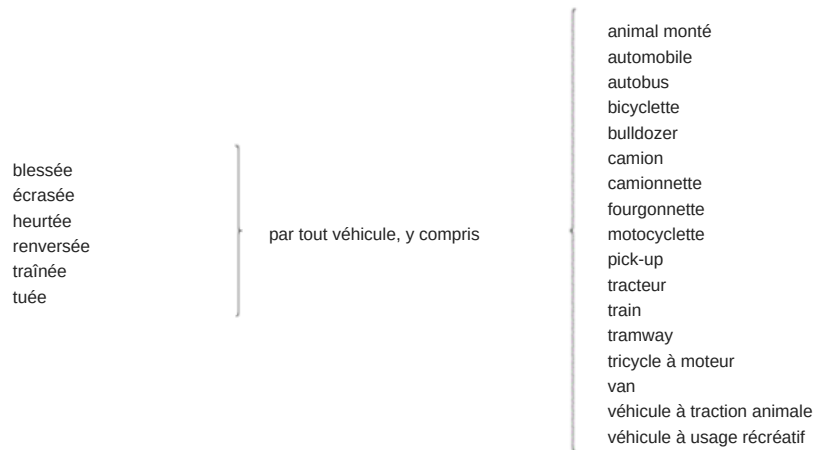 blessée
écrasée
heurtée
renversée
traînée
tuée
par tout véhicule, y compris
animal monté
automobile
autobus
bicyclette
bulldozer
camion
camionnette
fourgonnette
motocyclette
pick-up
tracteur
train
tramway
tricycle à moteur
van
véhicule à traction animale
véhicule à usage récréatif